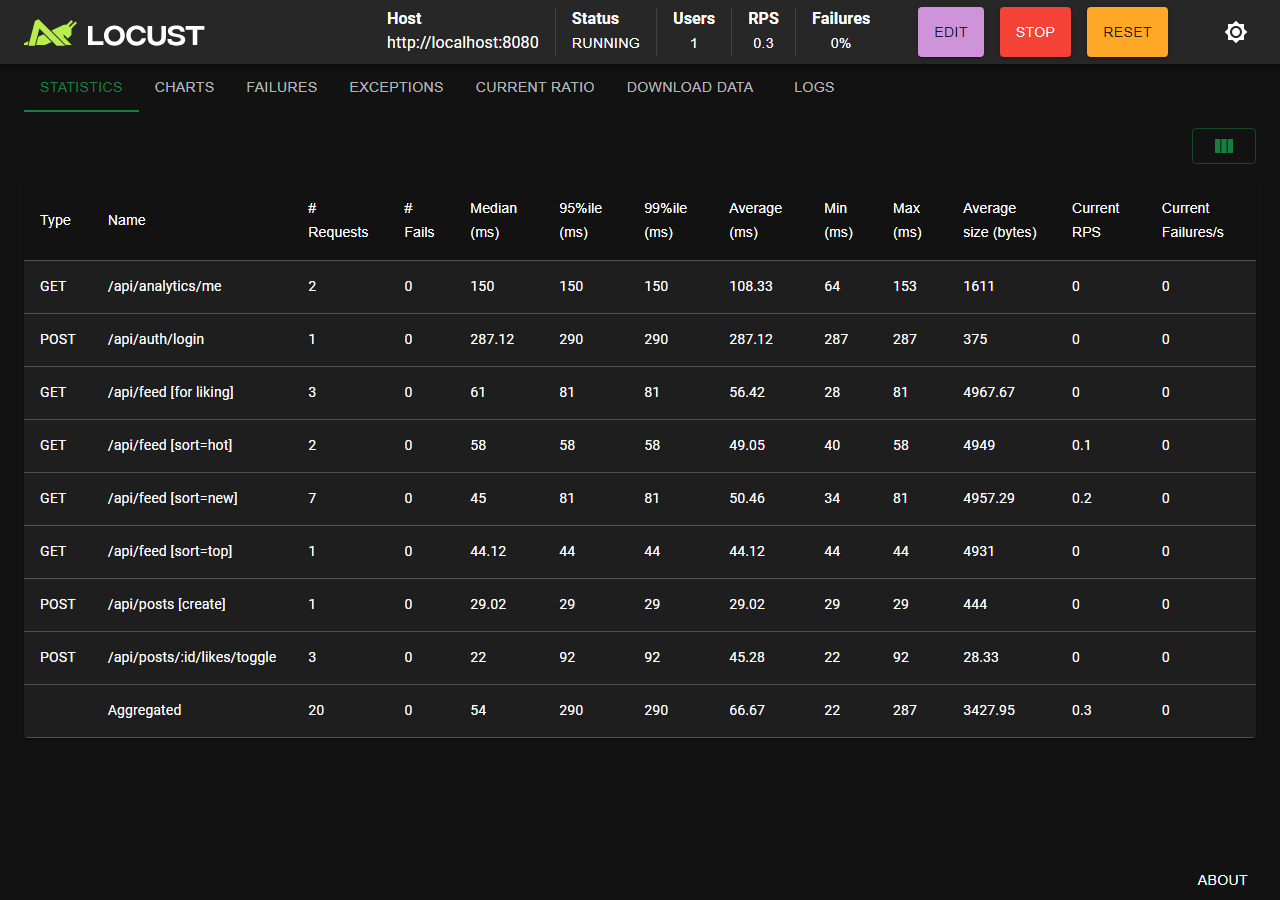 LOCUST
Host
http://localhost:8080
Status
RUNNING
Users
1
RPS
0.3
Failures
0%
EDIT
STOP
RESET
STATISTICS CHARTS FAILURES EXCEPTIONS CURRENT RATIO DOWNLOAD DATA LOGS
Type Name # Requests # Fails Median (ms) 95%ile (ms) 99%ile (ms) Average (ms) Min (ms) Max (ms) Average size (bytes) Current RPS Current Failures/s
GET /api/analytics/me 2 0 150 150 150 108.33 64 153 1611 0 0
POST /api/auth/login 1 0 287.12 290 290 287.12 287 287 375 0 0
GET /api/feed [for liking] 3 0 61 81 81 56.42 28 81 4967.67 0 0
GET /api/feed [sort=hot] 2 0 58 58 58 49.05 40 58 4949 0.1 0
GET /api/feed [sort=new] 7 0 45 81 81 50.46 34 81 4957.29 0.2 0
GET /api/feed [sort=top] 1 0 44.12 44 44 44.12 44 44 4931 0 0
POST /api/posts [create] 1 0 29.02 29 29 29.02 29 29 444 0 0
POST /api/posts/:id/likes/toggle 3 0 22 92 92 45.28 22 92 28.33 0 0
Aggregated 20 0 54 290 290 66.67 22 287 3427.95 0.3 0
ABOUT